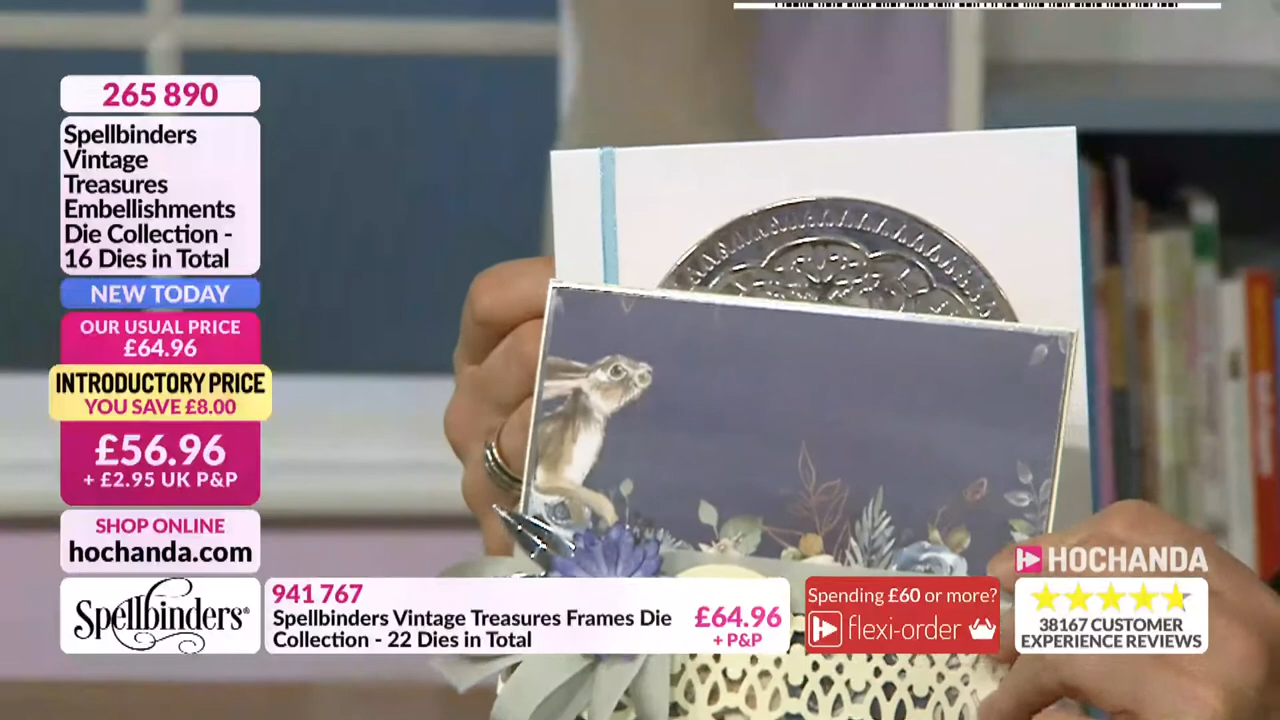 265 890
Spellbinders
Vintage
Treasures
Embellishments
Die Collection -
16 Dies in Total
NEW TODAY
OUR USUAL PRICE
£64.96
INTRODUCTORY PRICE
YOU SAVE £8.00
£56.96
+ £2.95 UK P&P
SHOP ONLINE
hochanda.com
Spellbinders®
941 767
Spellbinders Vintage Treasures Frames Die
Collection - 22 Dies in Total
£64.96
+ P&P
Spending £60 or more?
flexi-order
HOCHANDA
38167 CUSTOMER
EXPERIENCE REVIEWS